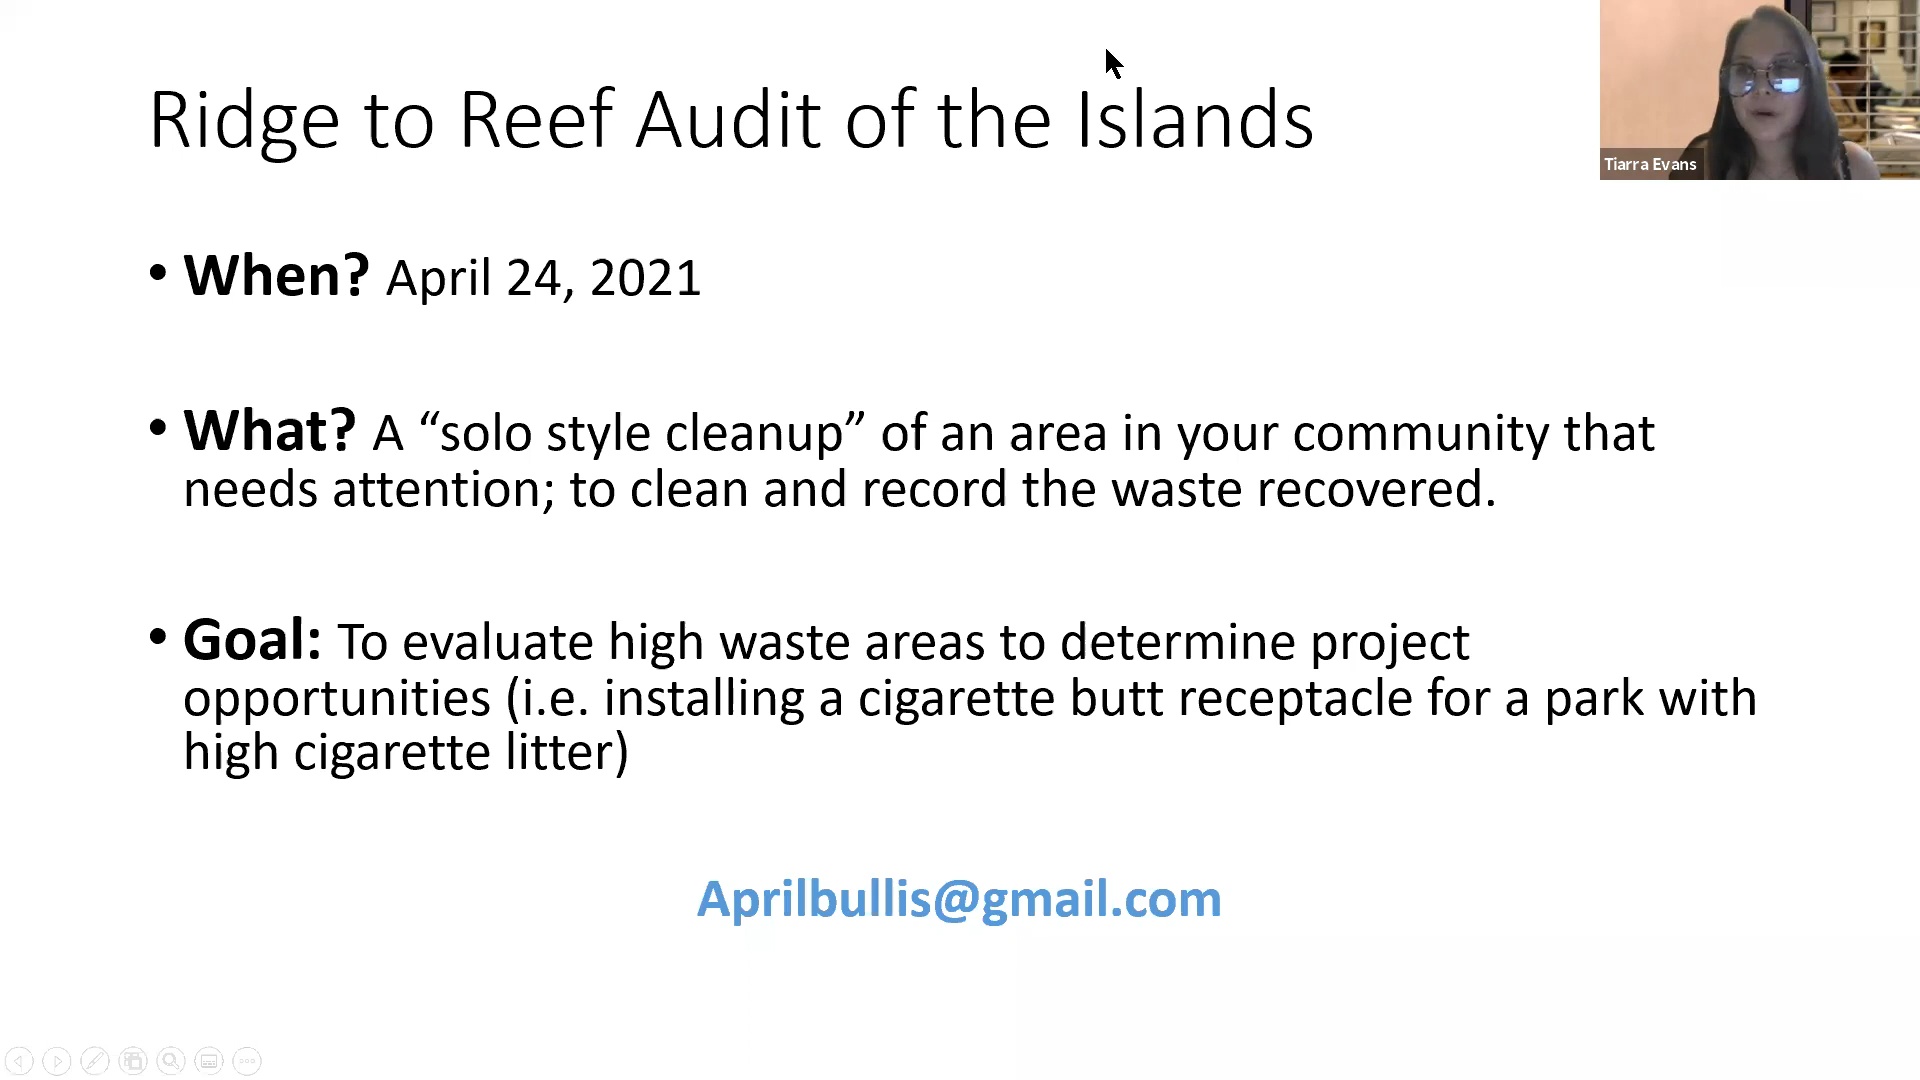 Ridge to Reef Audit of the Islands
Tiarra Evans
• When? April 24, 2021
• What? A “solo style cleanup” of an area in your community that
needs attention; to clean and record the waste recovered.
• Goal: To evaluate high waste areas to determine project
opportunities (i.e. installing a cigarette butt receptacle for a park with
high cigarette litter)
Aprilbullis@gmail.com